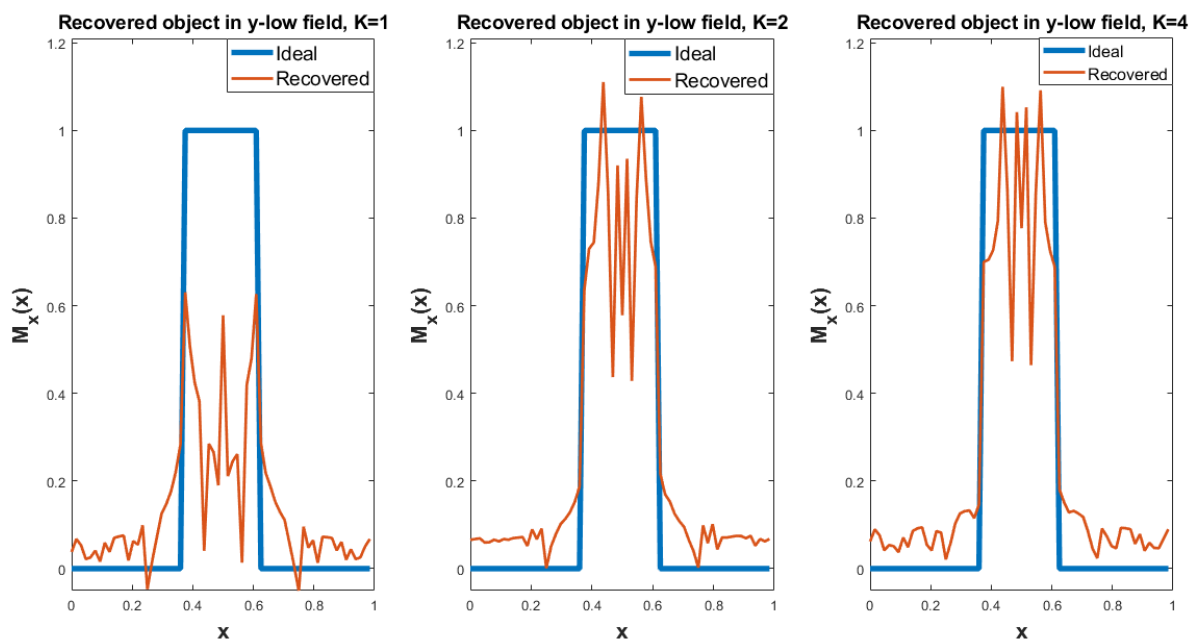 Recovered object in y-low field, K=1
1.2
1
0.8
0.6
0.4
0.2
0
0 0.2 0.4 0.6 0.8 1
M_x(x)
x
Ideal
Recovered
Recovered object in y-low field, K=2
1.2
1
0.8
0.6
0.4
0.2
0
0 0.2 0.4 0.6 0.8 1
M_x(x)
x
Ideal
Recovered
Recovered object in y-low field, K=4
1.2
1
0.8
0.6
0.4
0.2
0
0 0.2 0.4 0.6 0.8 1
M_x(x)
x
Ideal
Recovered